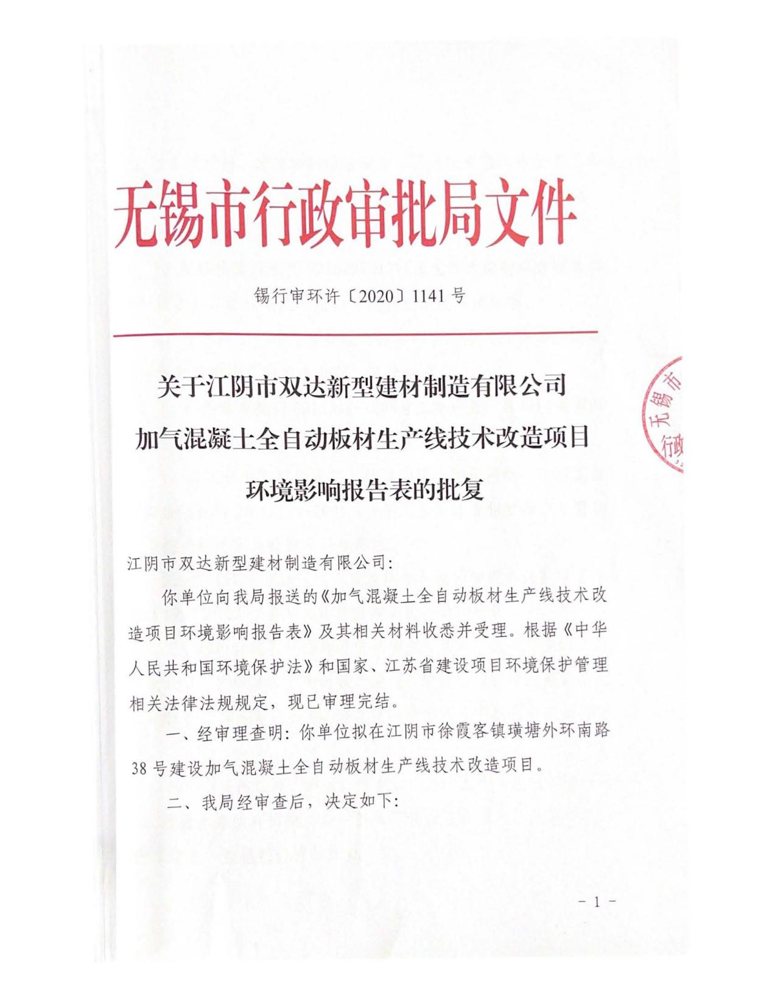 无锡市行政审批局文件
锡行审环许〔2020〕1141 号
关于江阴市双达新型建材制造有限公司
加气混凝土全自动板材生产线技术改造项目
环境影响报告表的批复
无锡市
行政
江阴市双达新型建材制造有限公司：
你单位向我局报送的《加气混凝土全自动板材生产线技术改
造项目环境影响报告表》及其相关材料收悉并受理。根据《中华
人民共和国环境保护法》和国家、江苏省建设项目环境保护管理
相关法律法规规定，现已审理完结。
一、经审理查明：你单位拟在江阴市徐霞客镇璜塘外环南路
38 号建设加气混凝土全自动板材生产线技术改造项目。
二、我局经审查后，决定如下：
- 1 -